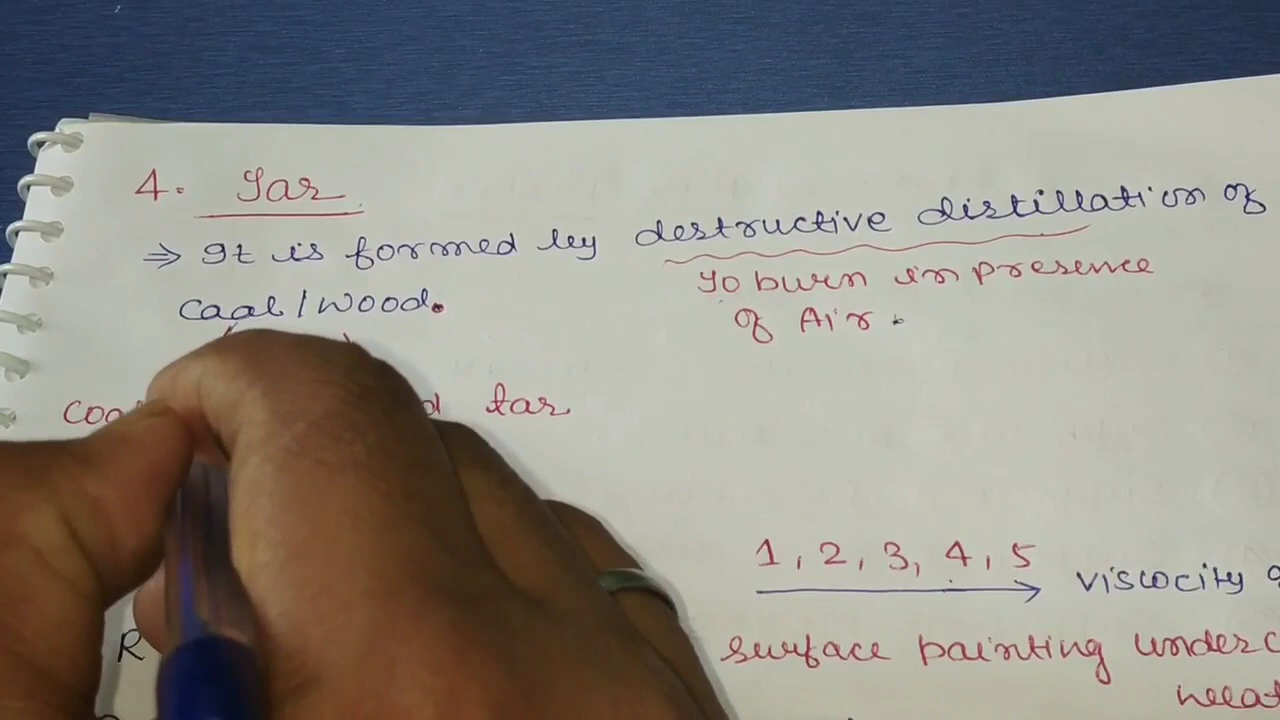 4. Tar
⇒ It is formed by destructive distillation of
To burn in presence
coal / wood.
of Air.
tar
1, 2, 3, 4, 5
viscocity
surface painting under
R